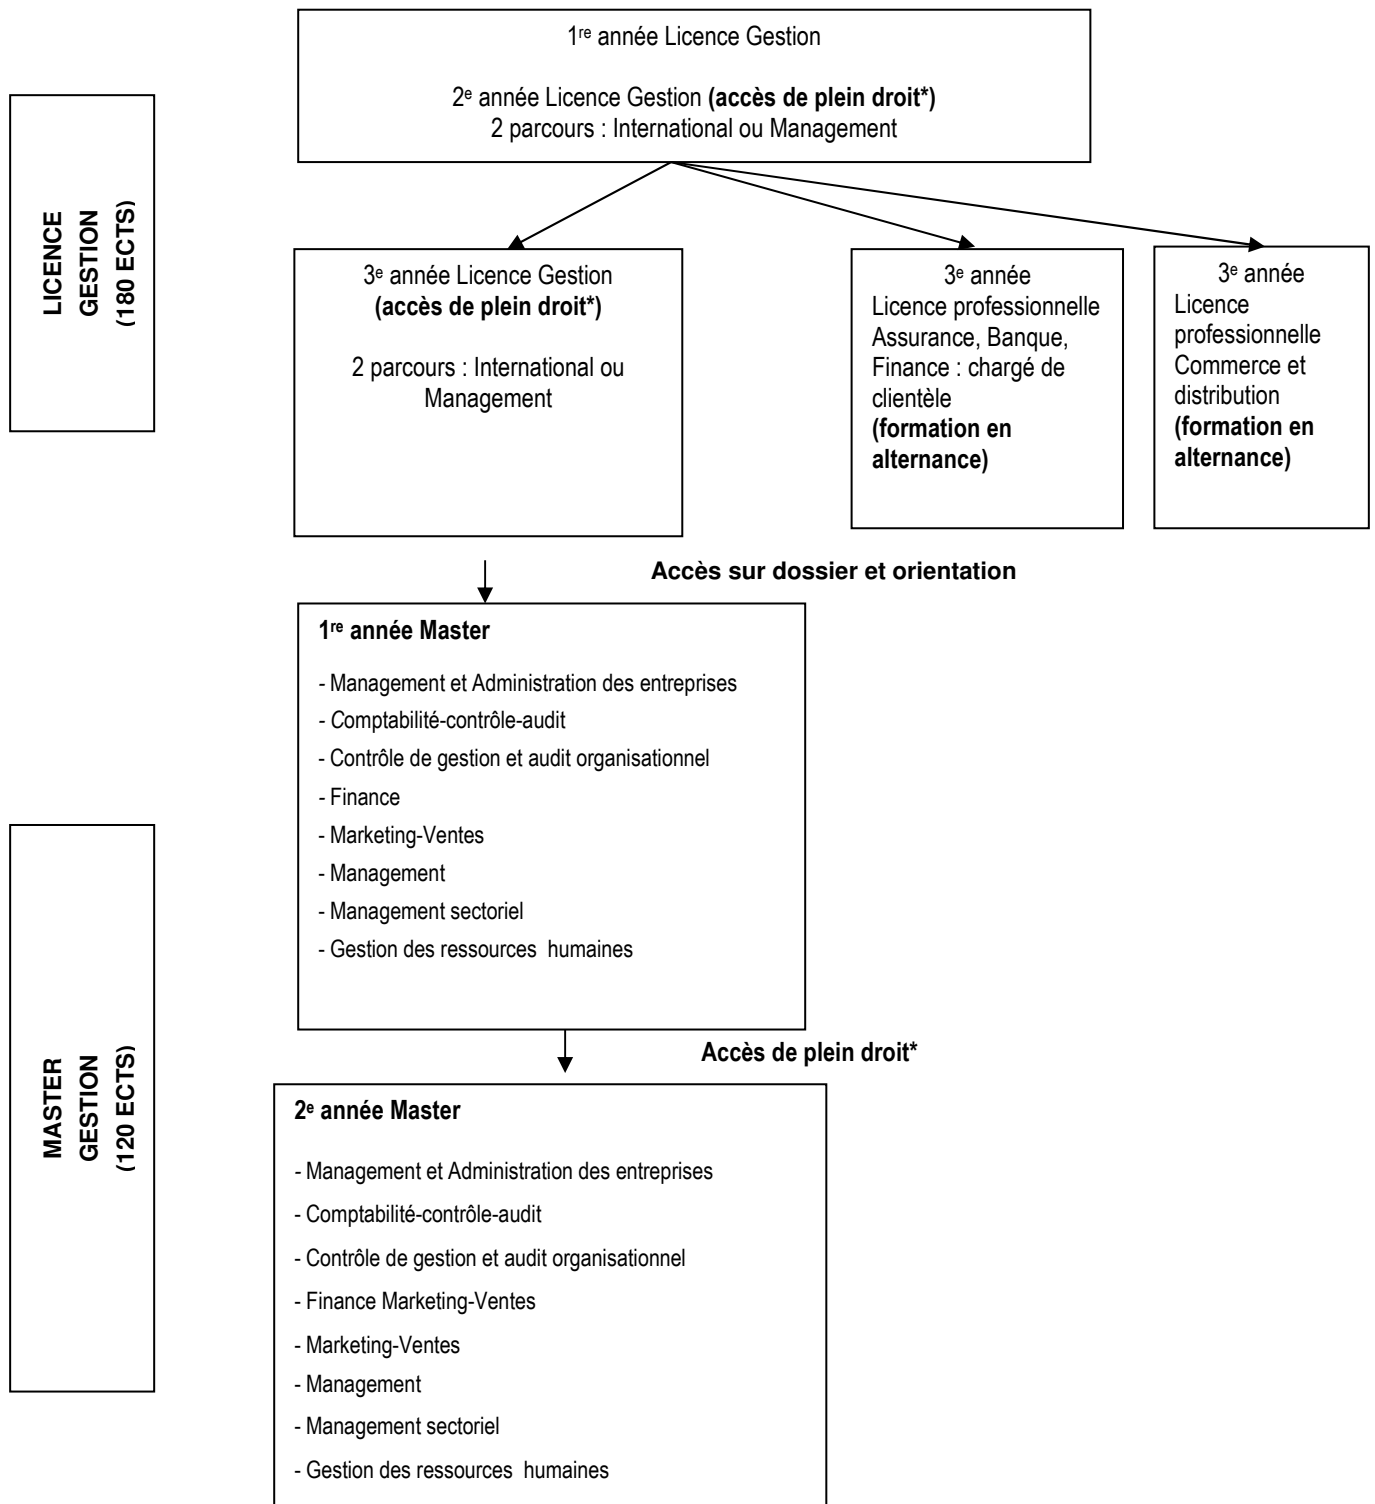 1re année Licence Gestion
2e année Licence Gestion (accès de plein droit*)
2 parcours : International ou Management
LICENCE
GESTION
(180 ECTS)
3e année Licence Gestion
(accès de plein droit*)
2 parcours : International ou
Management
3e année
Licence professionnelle
Assurance, Banque,
Finance : chargé de
clientèle
(formation en
alternance)
3e année
Licence
professionnelle
Commerce et
distribution
(formation en
alternance)
Accès sur dossier et orientation
1re année Master
- Management et Administration des entreprises
- Comptabilité-contrôle-audit
- Contrôle de gestion et audit organisationnel
- Finance
- Marketing-Ventes
- Management
- Management sectoriel
- Gestion des ressources  humaines
MASTER
GESTION
(120 ECTS)
Accès de plein droit*
2e année Master
- Management et Administration des entreprises
- Comptabilité-contrôle-audit
- Contrôle de gestion et audit organisationnel
- Finance Marketing-Ventes
- Marketing-Ventes
- Management
- Management sectoriel
- Gestion des ressources  humaines